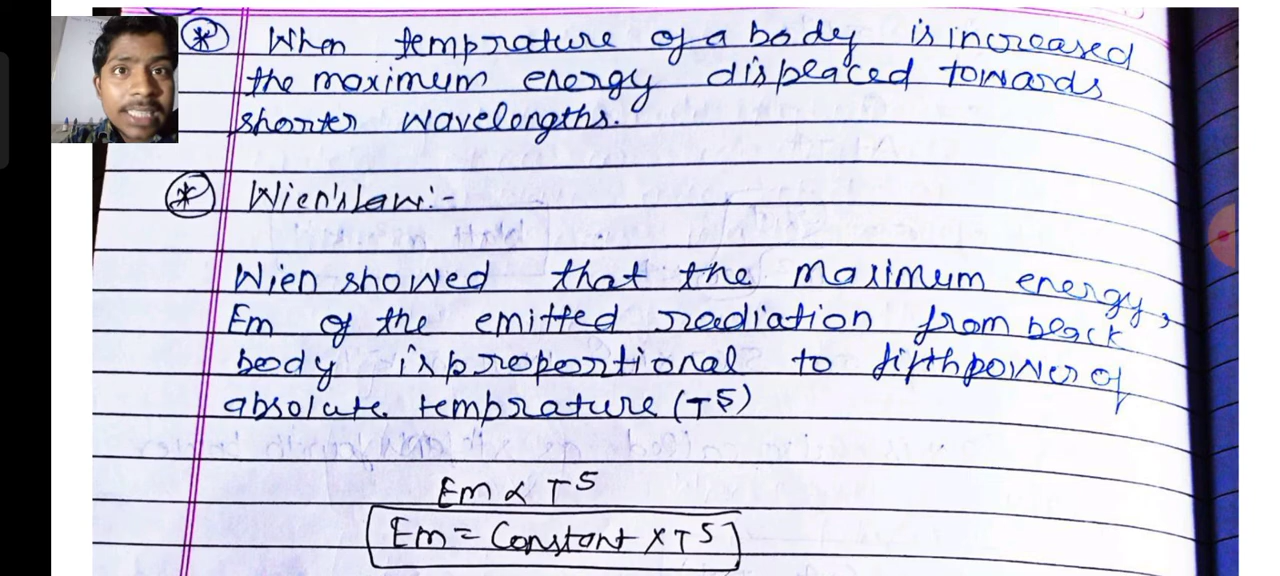 * When temprature of a body is increased
the maximum energy displaced towards
shorter wavelengths.
* Wien's law:-
Wien showed that the maximum energy,
Em of the emitted radiation from black
body is proportional to fifth power of
absolute temprature (T5)
Em ∝ T⁵
Em = Constant × T⁵